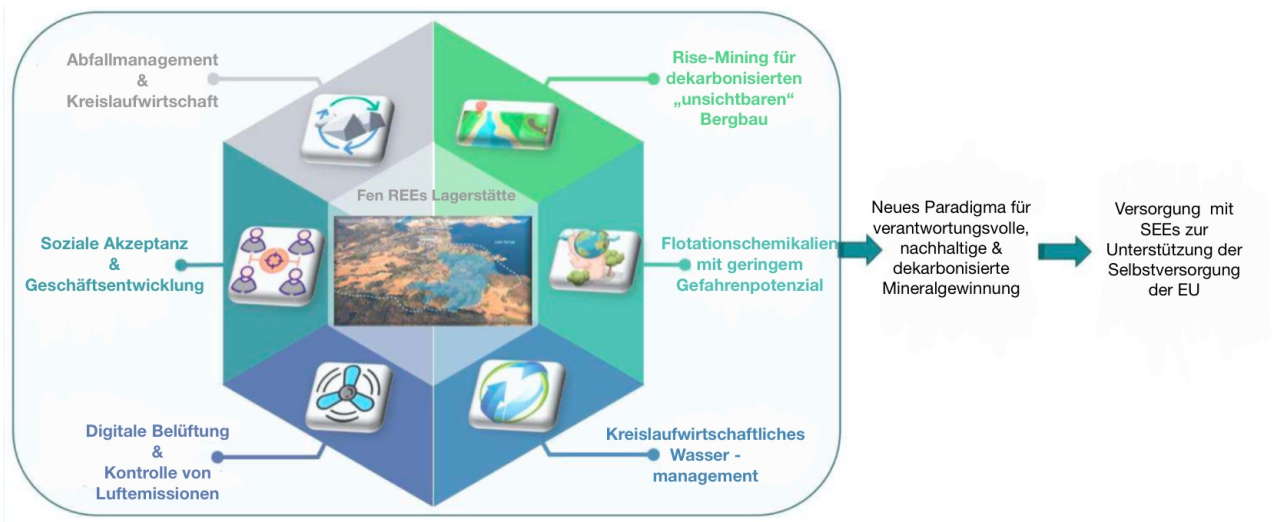 Abfallmanagement
&
Kreislaufwirtschaft
Rise-Mining für
dekarbonisierten
„unsichtbaren“
Bergbau
Fen REEs Lagerstätte
Soziale Akzeptanz
&
Geschäftsentwicklung
Flotationschemikalien
mit geringem
Gefahrenpotenzial
Digitale Belüftung
&
Kontrolle von
Luftemissionen
Kreislaufwirtschaftliches
Wasser -
management
Neues Paradigma für
verantwortungsvolle,
nachhaltige &
dekarbonisierte
Mineralgewinnung
Versorgung mit
SEEs zur
Unterstützung der
Selbstversorgung
der EU